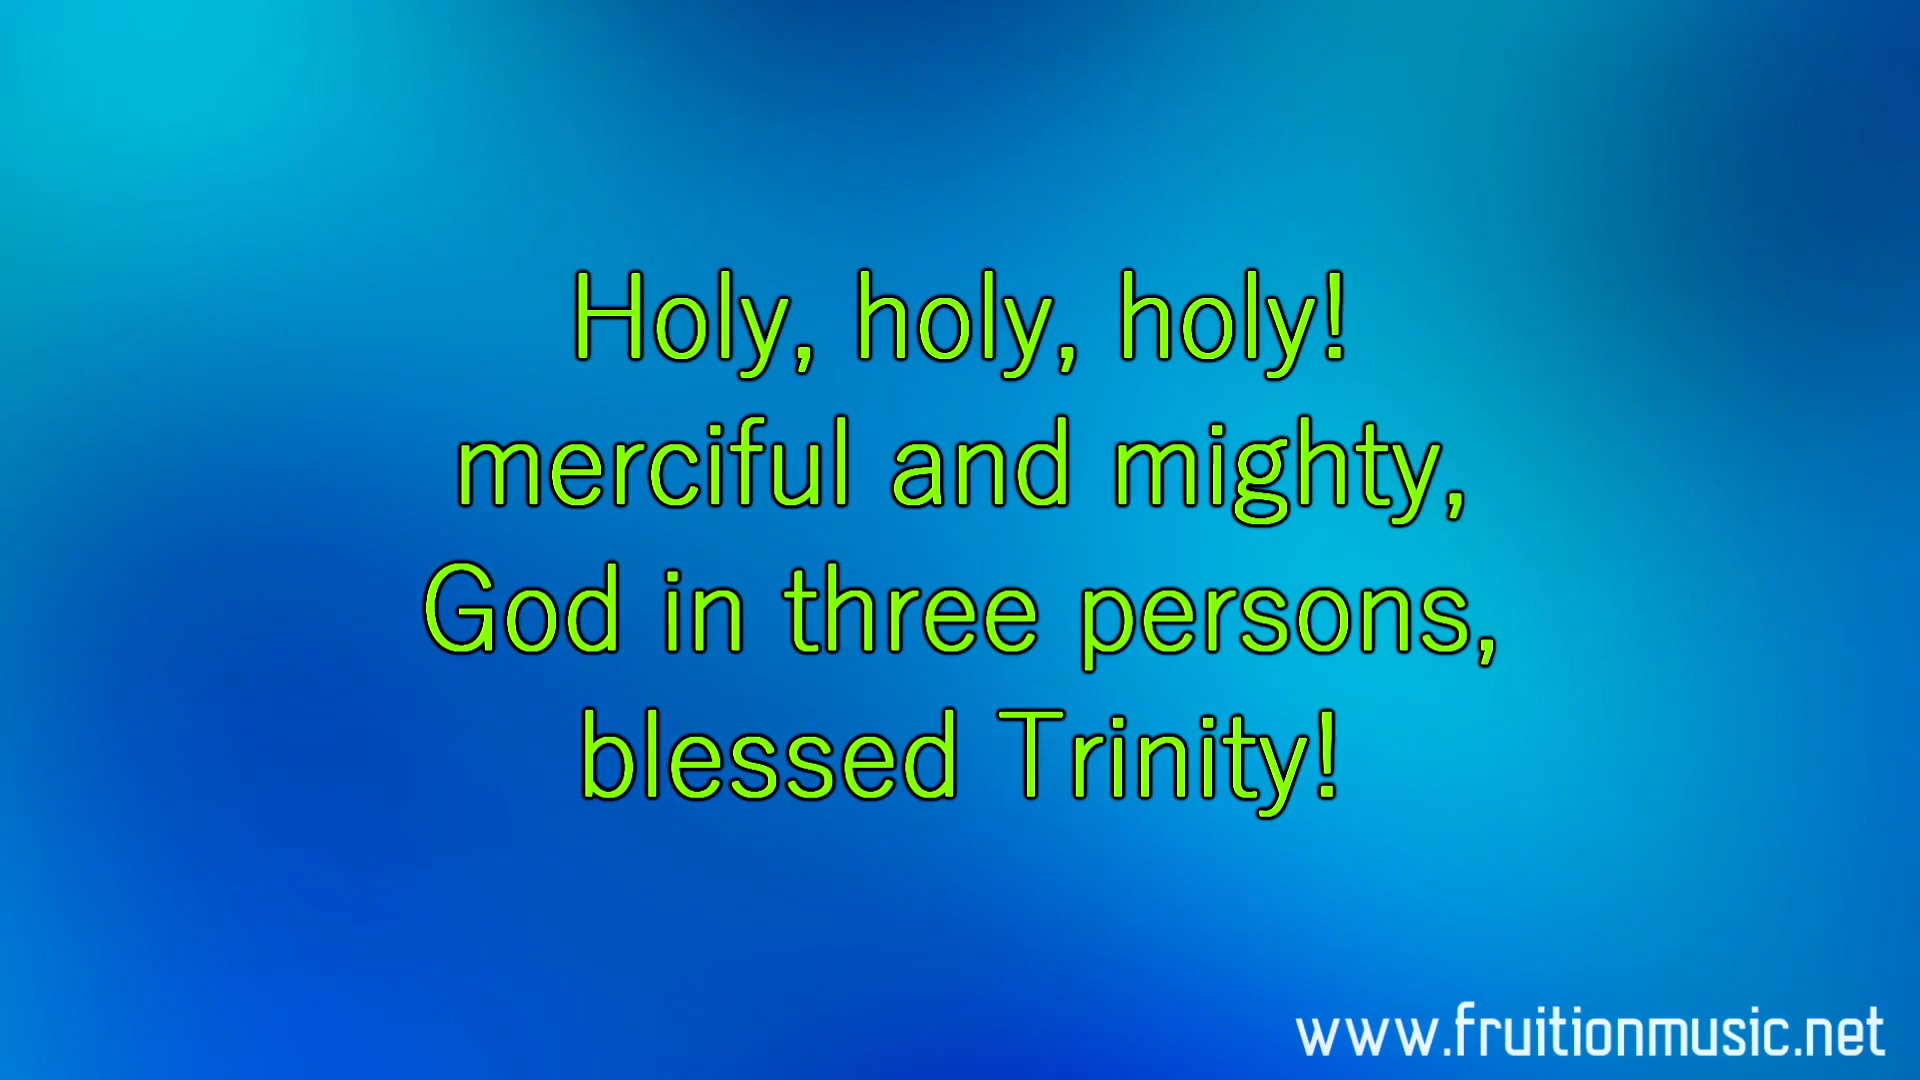 Holy, holy, holy!
merciful and mighty,
God in three persons,
blessed Trinity!
www.fruitionmusic.net